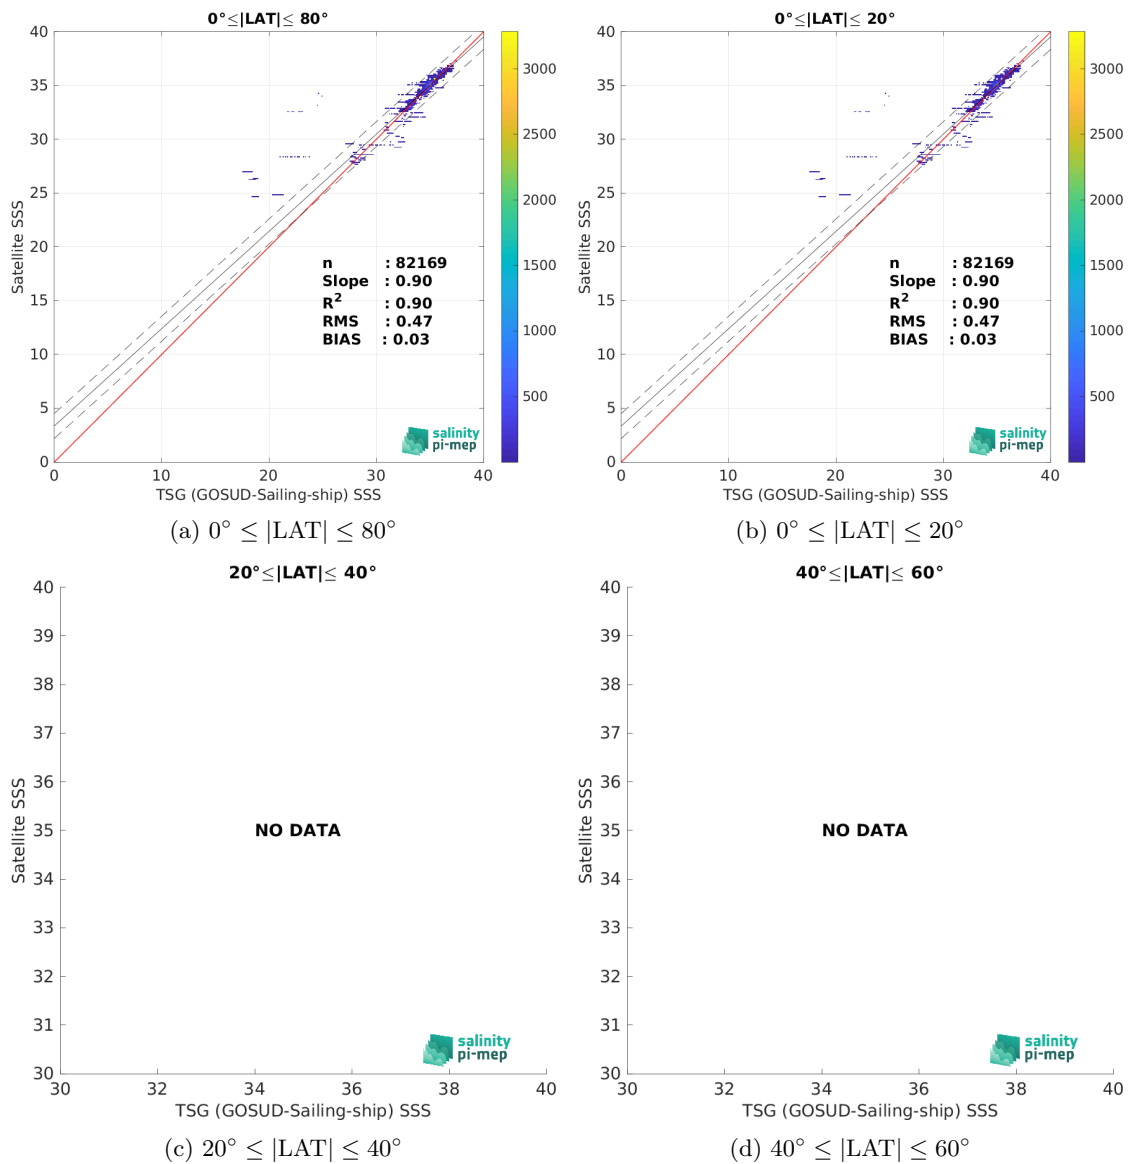 0°≤|LAT|≤ 80°
40
35
30
25
20
15
10
5
0
Satellite SSS
n : 82169
Slope : 0.90
R² : 0.90
RMS : 0.47
BIAS : 0.03
salinity
pi-mep
0 10 20 30 40
TSG (GOSUD-Sailing-ship) SSS
3000
2500
2000
1500
1000
500
(a) 0° ≤ |LAT| ≤ 80°
0°≤|LAT|≤ 20°
40
35
30
25
20
15
10
5
0
Satellite SSS
n : 82169
Slope : 0.90
R² : 0.90
RMS : 0.47
BIAS : 0.03
salinity
pi-mep
0 10 20 30 40
TSG (GOSUD-Sailing-ship) SSS
3000
2500
2000
1500
1000
500
(b) 0° ≤ |LAT| ≤ 20°
20°≤|LAT|≤ 40°
40
39
38
37
36
35
34
33
32
31
30
Satellite SSS
NO DATA
salinity
pi-mep
30 32 34 36 38 40
TSG (GOSUD-Sailing-ship) SSS
(c) 20° ≤ |LAT| ≤ 40°
40°≤|LAT|≤ 60°
40
39
38
37
36
35
34
33
32
31
30
Satellite SSS
NO DATA
salinity
pi-mep
30 32 34 36 38 40
TSG (GOSUD-Sailing-ship) SSS
(d) 40° ≤ |LAT| ≤ 60°